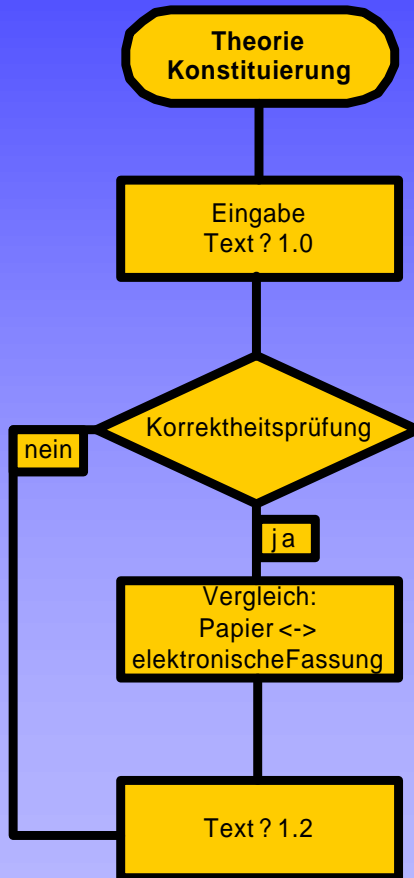 Theorie
Konstituierung
Eingabe
Text ? 1.0
Korrektheitsprüfung
nein
ja
Vergleich:
Papier <->
elektronischeFassung
Text ? 1.2